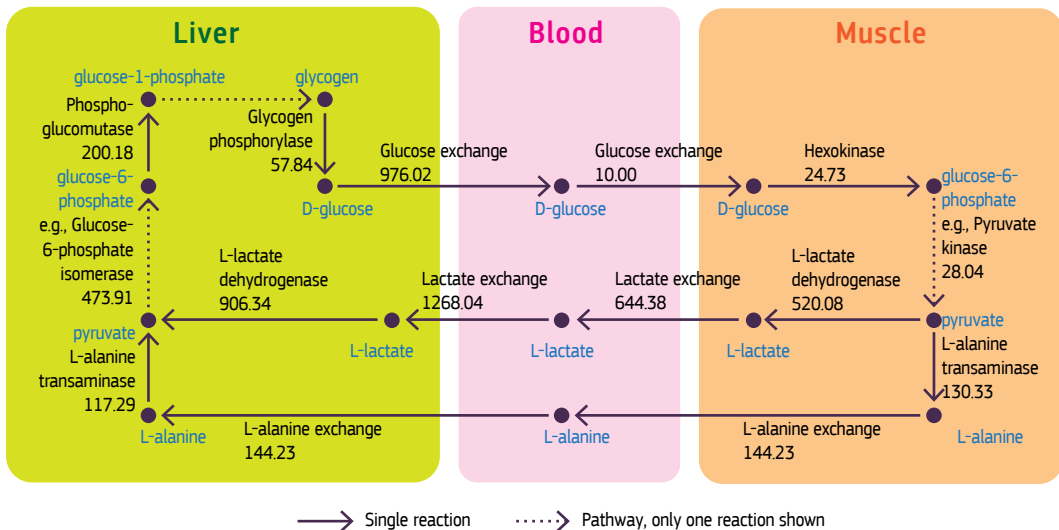 Liver
Blood
Muscle
glucose-1-phosphate
glycogen
Phospho-
glucomutase
200.18
Glycogen
phosphorylase
57.84
Glucose exchange
976.02
Glucose exchange
10.00
Hexokinase
24.73
glucose-6-
phosphate
D-glucose
D-glucose
D-glucose
glucose-6-
phosphate
e.g., Glucose-
6-phosphate
isomerase
473.91
e.g., Pyruvate
kinase
28.04
L-lactate
dehydrogenase
906.34
Lactate exchange
1268.04
Lactate exchange
644.38
L-lactate
dehydrogenase
520.08
pyruvate
L-lactate
L-lactate
L-lactate
pyruvate
L-alanine
transaminase
117.29
L-alanine
transaminase
130.33
L-alanine
L-alanine exchange
144.23
L-alanine
L-alanine exchange
144.23
L-alanine
Single reaction
Pathway, only one reaction shown